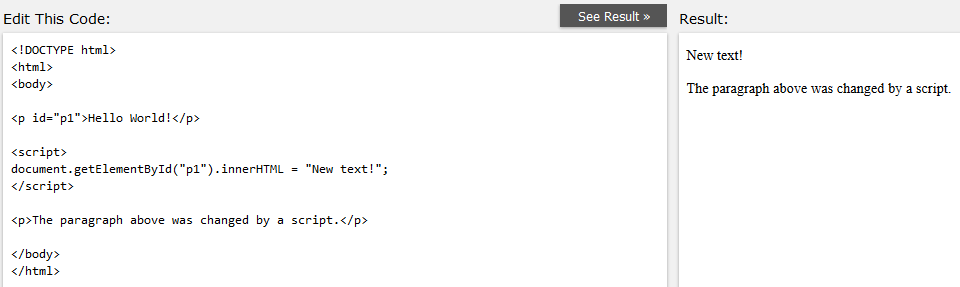 Edit This Code:
See Result »
<!DOCTYPE html>
<html>
<body>
<p id="p1">Hello World!</p>
<script>
document.getElementById("p1").innerHTML = "New text!";
</script>
<p>The paragraph above was changed by a script.</p>
</body>
</html>
Result:
New text!
The paragraph above was changed by a script.